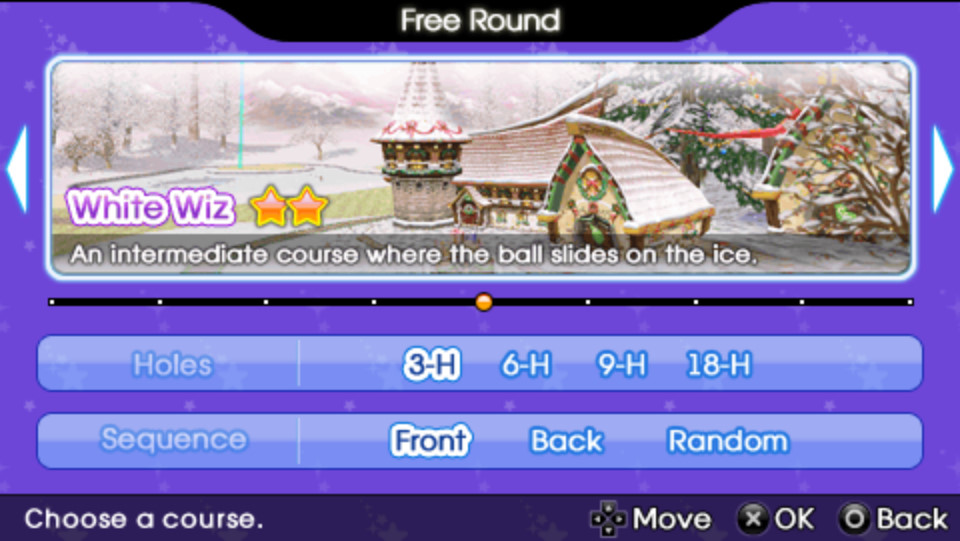 Free Round
White Wiz
An intermediate course where the ball slides on the ice.
Holes 3-H 6-H 9-H 18-H
Sequence Front Back Random
Choose a course. Move OK Back